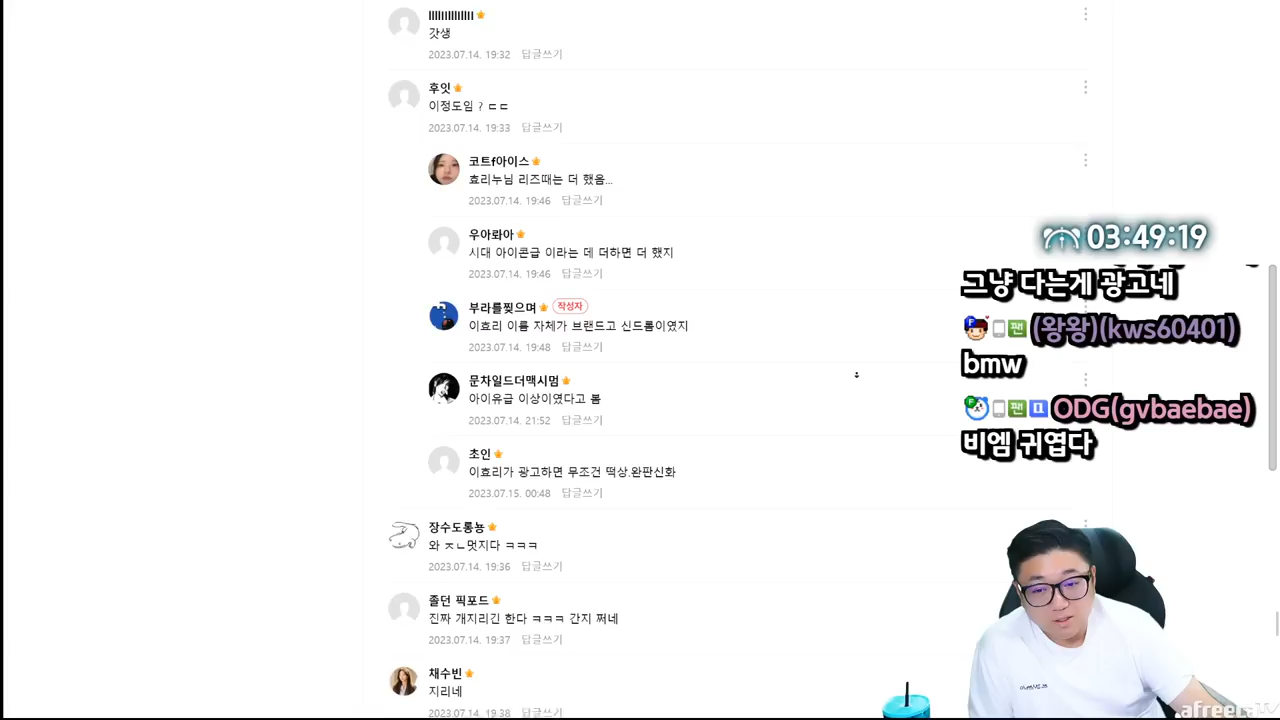 llllllllllllll
갓생
2023.07.14. 19:32 답글쓰기
후잇
이정도임 ? ㄷㄷ
2023.07.14. 19:33 답글쓰기
코트f아이스
효리누님 리즈때는 더 했음...
2023.07.14. 19:46 답글쓰기
우아롸아
시대 아이콘급 이라는 데 더하면 더 했지
2023.07.14. 19:46 답글쓰기
부라를찢으며 작성자
이효리 이름 자체가 브랜드고 신드롬이였지
2023.07.14. 19:48 답글쓰기
문차일드더맥시멈
아이유급 이상이였다고 봄
2023.07.14. 21:52 답글쓰기
초인
이효리가 광고하면 무조건 떡상.완판신화
2023.07.15. 00:48 답글쓰기
장수도롱뇽
와 ㅈㄴ멋지다 ㅋㅋㅋ
2023.07.14. 19:36 답글쓰기
졸던 픽포드
진짜 개지리긴 한다 ㅋㅋㅋ 간지 쩌네
2023.07.14. 19:37 답글쓰기
채수빈
지리네
2023.07.14. 19:38 답글쓰기
03:49:19
그냥 다는게 광고네
팬 (왕왕)(kws60401)
bmw
팬 ODG(gvbaebae)
비엠 귀엽다
afreecaTV